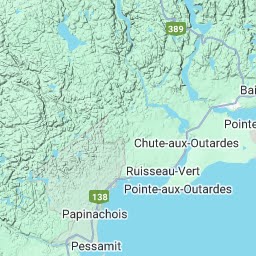 389
Bai
Pointe
Chute-aux-Outardes
Ruisseau-Vert
Pointe-aux-Outardes
138
Papinachois
Pessamit